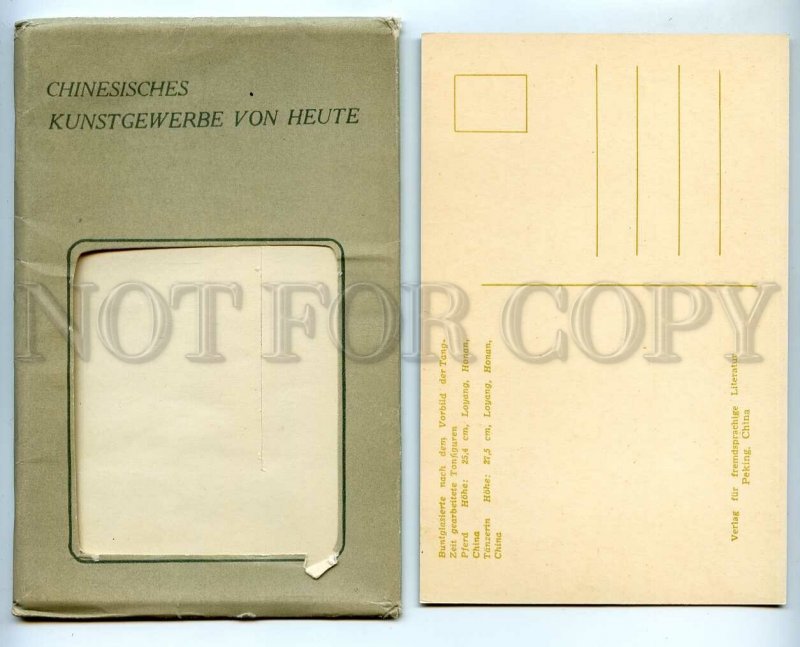 CHINESISCHES
KUNSTGEWERBE VON HEUTE
NOT FOR COPY
Buntglasierte nach dem Vorbild der Tang-
Zeit gearbeitete Tonfiguren
Pferd Höhe: 25,4 cm, Loyang, Honan,
China
Tänzerin Höhe: 27,5 cm, Loyang, Honan,
China
Verlag für fremdsprachige Literatur
Peking, China